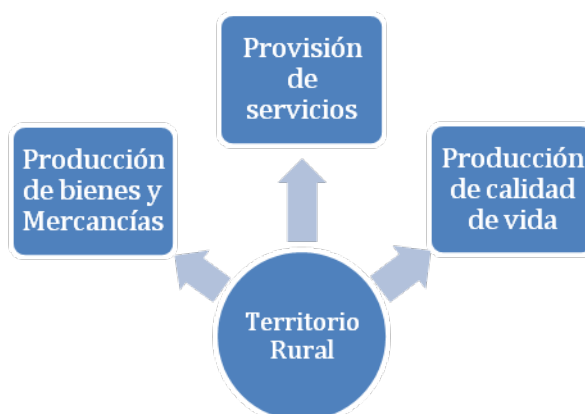 Provisión
de
servicios
Producción
de bienes y
Mercancías
Producción
de calidad
de vida
Territorio
Rural